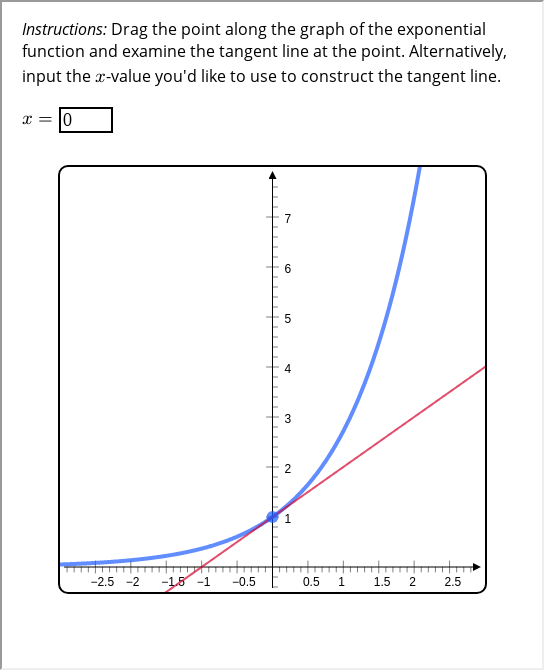 Instructions: Drag the point along the graph of the exponential
function and examine the tangent line at the point. Alternatively,
input the x-value you'd like to use to construct the tangent line.
x = 0
7
6
5
4
3
2
1
−2.5 −2 −1.5 −1 −0.5 0.5 1 1.5 2 2.5